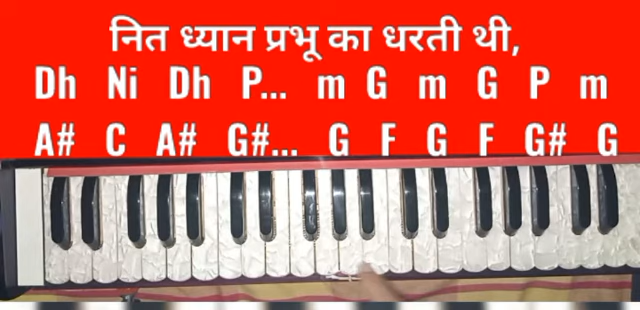 नित ध्यान प्रभू का धरती थी,
Dh Ni Dh P... m G m G P m
A# C A# G#... G F G F G# G